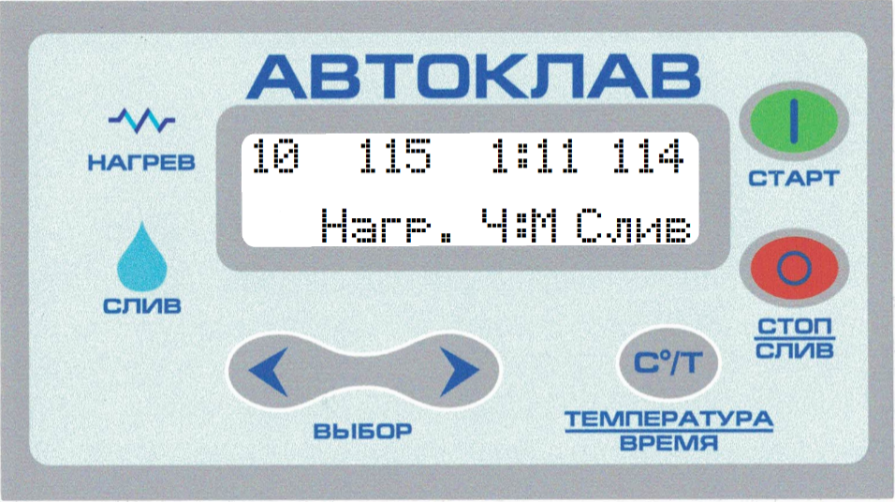 АВТОКЛАВ
НАГРЕВ
10 115 1:11 114
Нагр. Ч:М Слив
СТАРТ
СЛИВ
СТОП
СЛИВ
C°/T
ВЫБОР
ТЕМПЕРАТУРА
ВРЕМЯ